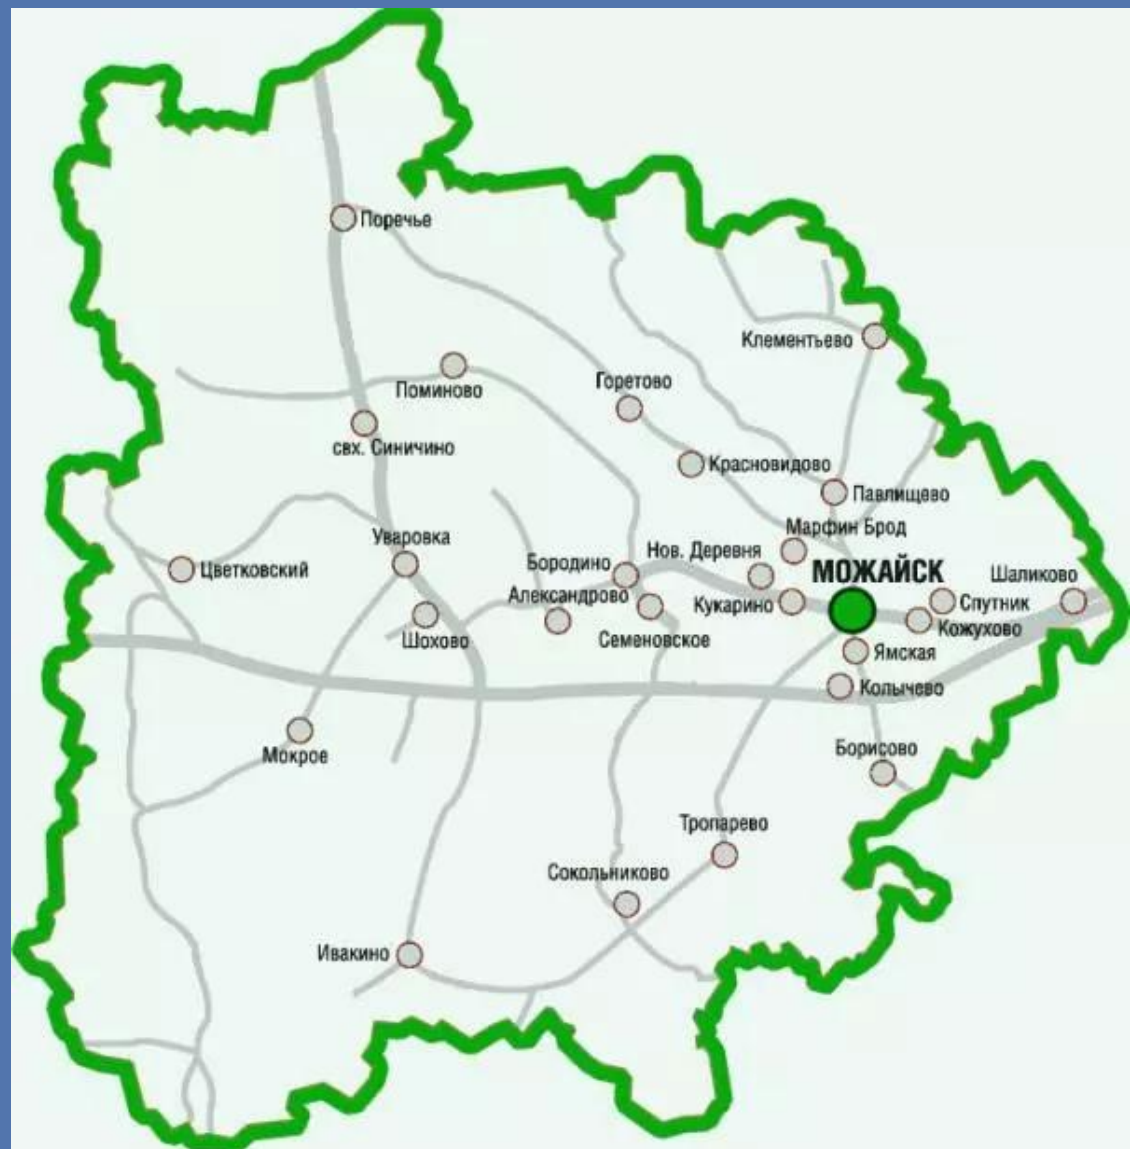 Поречье
Клементьево
Поминово
Горетово
свх. Синичино
Красновидово
Павлищево
Марфин Брод
Уваровка
Нов. Деревня
Бородино
МОЖАЙСК
Шаликово
Цветковский
Александрово
Кукарино
Спутник
Кожухово
Шохово
Семеновское
Ямская
Колычево
Мокрое
Борисово
Тропарево
Сокольниково
Ивакино